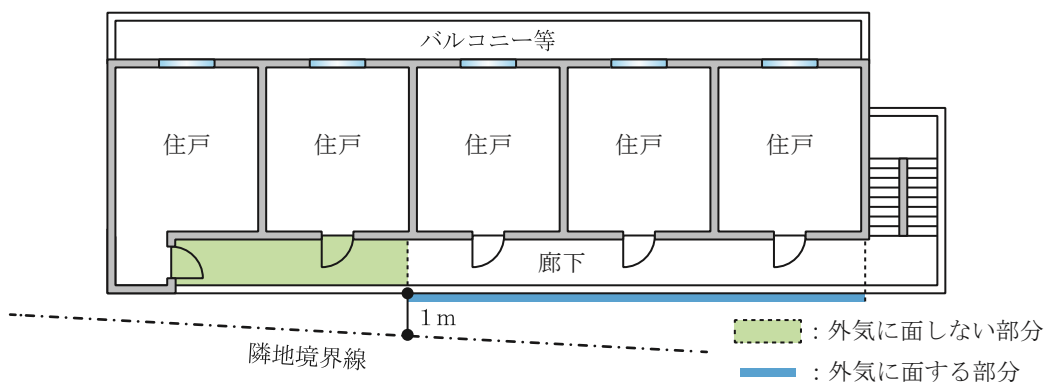 バルコニー等
住戸
住戸
住戸
住戸
住戸
廊下
1m
隣地境界線
：外気に面しない部分
：外気に面する部分